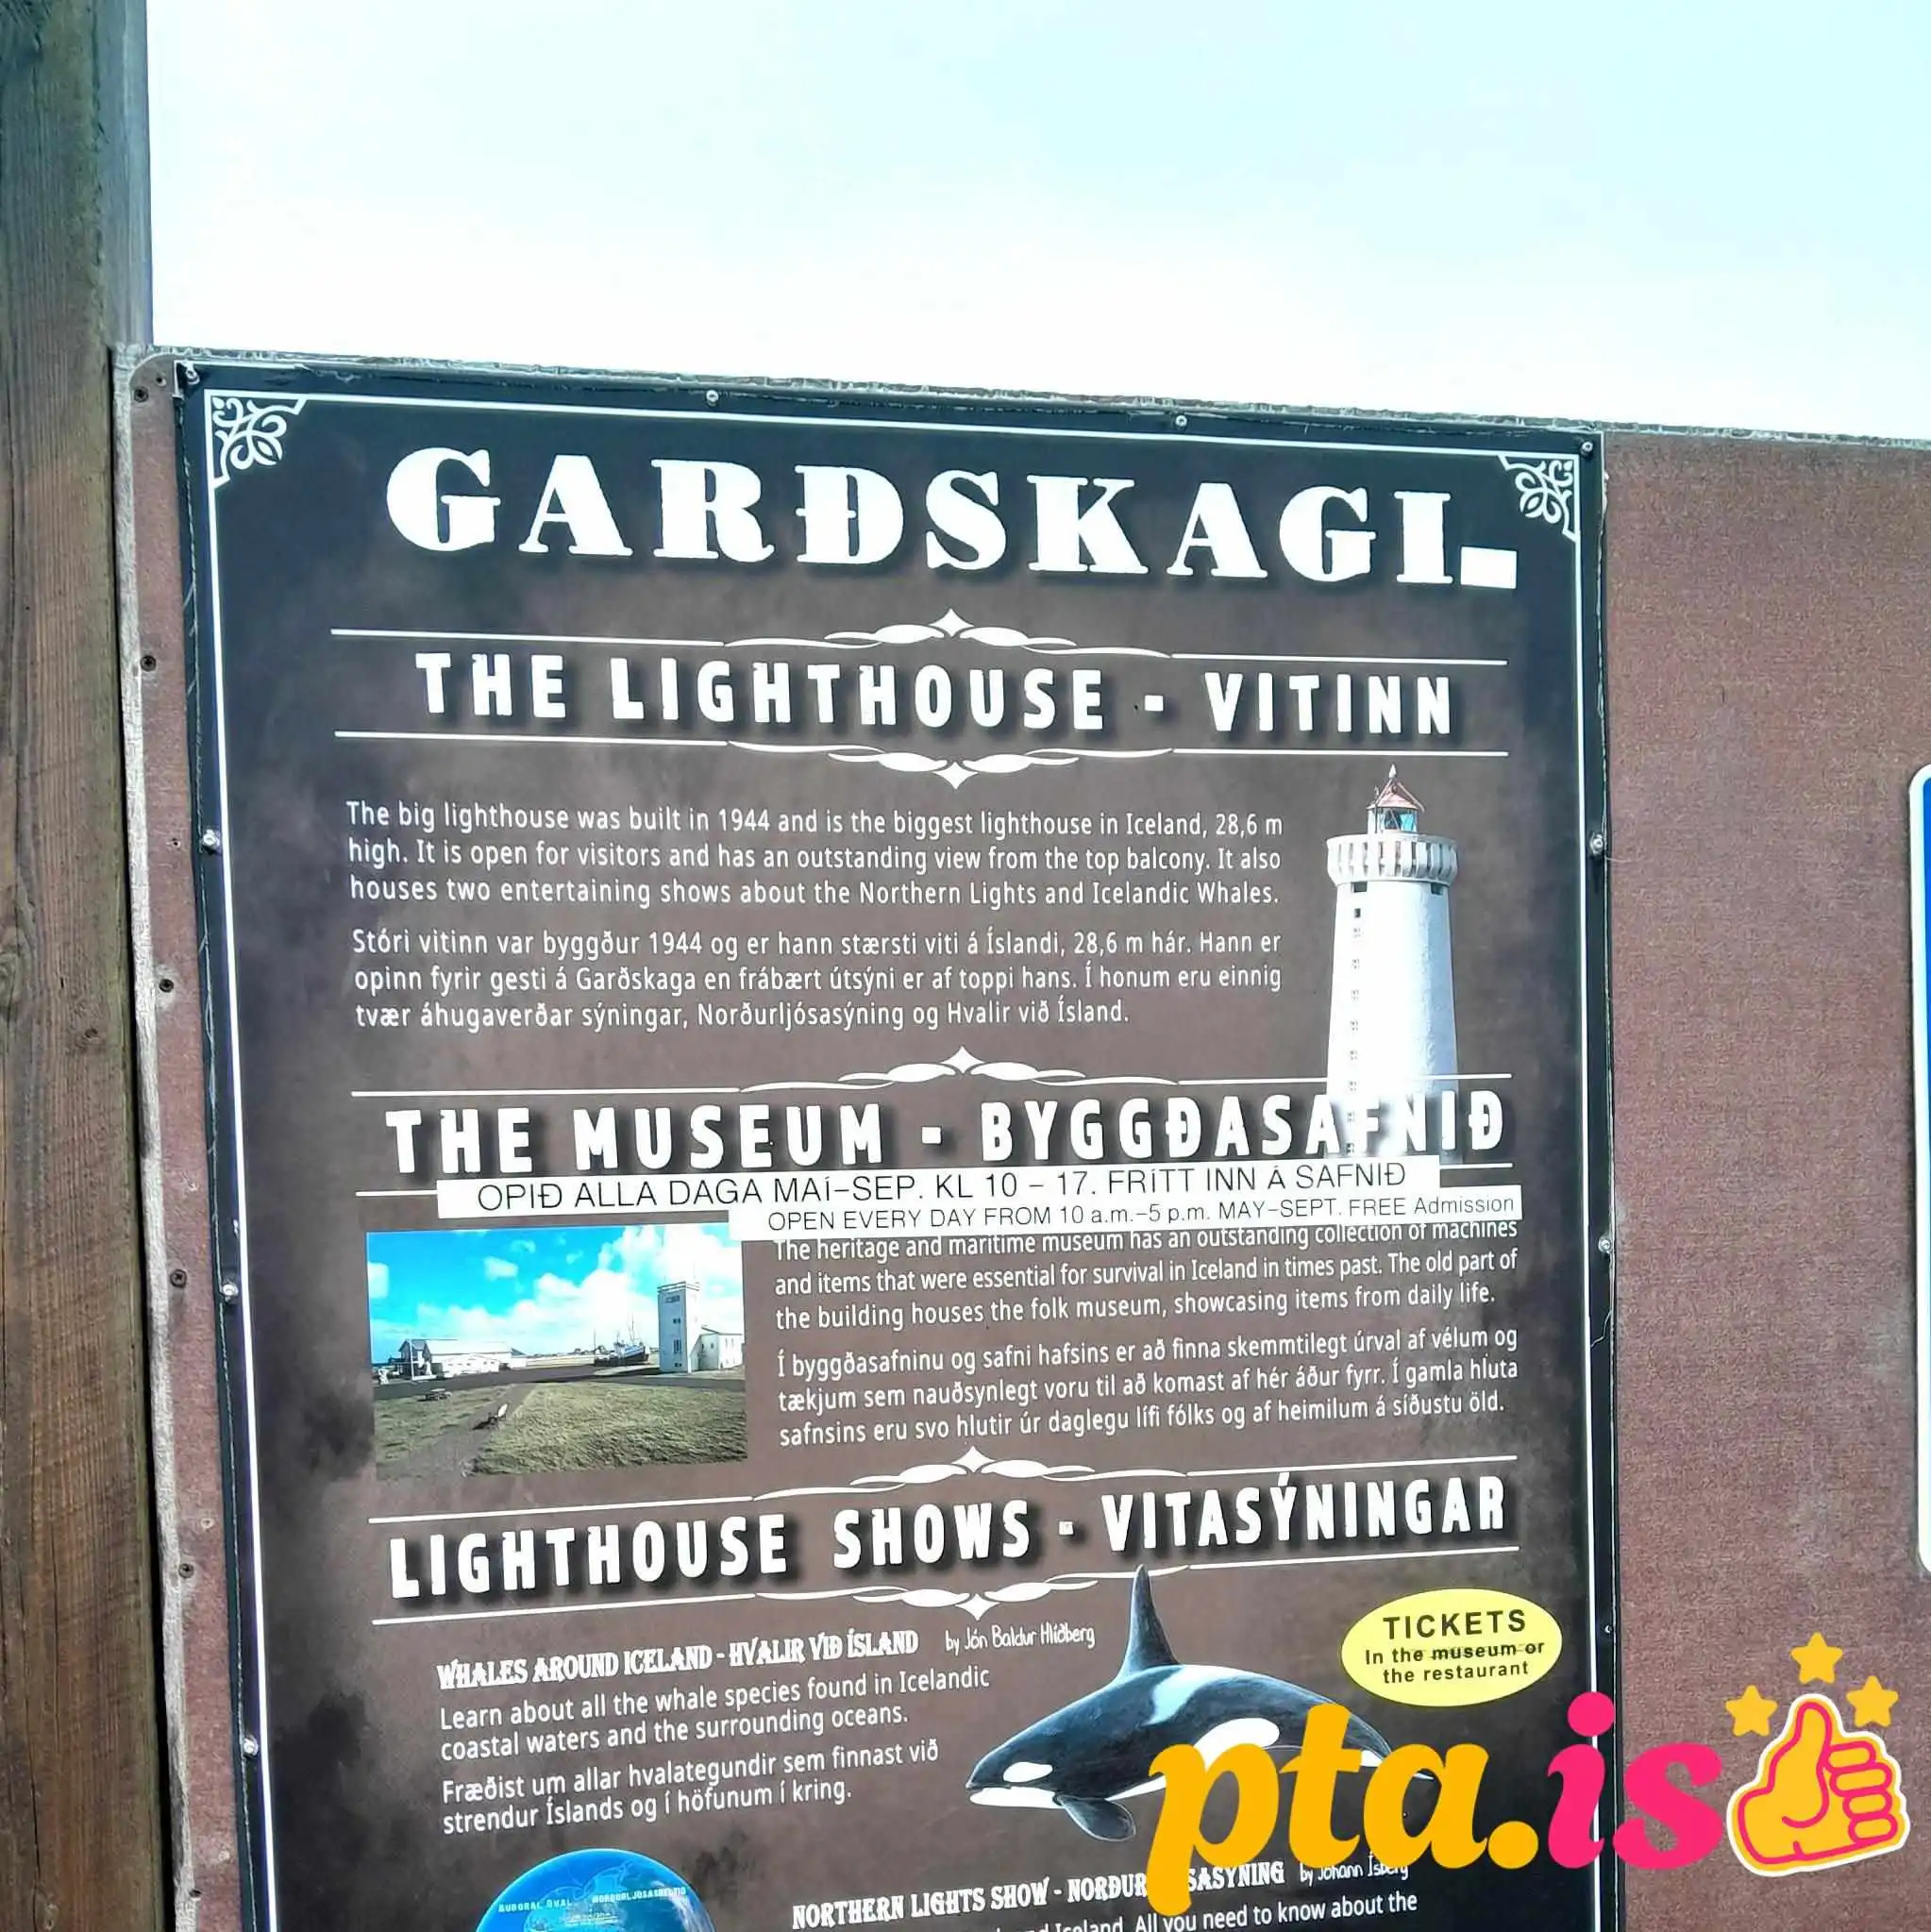 GARÐSKAGI
THE LIGHTHOUSE - VITINN
The big lighthouse was built in 1944 and is the biggest lighthouse in Iceland, 28,6 m
high. It is open for visitors and has an outstanding view from the top balcony. It also
houses two entertaining shows about the Northern Lights and Icelandic Whales.
Stóri vitinn var byggður 1944 og er hann stærsti viti á Íslandi, 28,6 m hár. Hann er
opinn fyrir gesti á Garðskaga en frábært útsýni er af toppi hans. Í honum eru einnig
tvær áhugaverðar sýningar, Norðurljósasýning og Hvalir við Ísland.
THE MUSEUM - BYGGÐASAFNIÐ
OPIÐ ALLA DAGA MAÍ-SEP. KL 10 - 17. FRÍTT INN Á SAFNIÐ
OPEN EVERY DAY FROM 10 a.m.-5 p.m. MAY-SEPT. FREE Admission
The heritage and maritime museum has an outstanding collection of machines
and items that were essential for survival in Iceland in times past. The old part of
the building houses the folk museum, showcasing items from daily life.
Í byggðasafninu og safni hafsins er að finna skemmtilegt úrval af vélum og
tækjum sem nauðsynlegt voru til að komast af hér áður fyrr. Í gamla hluta
safnsins eru svo hlutir úr daglegu lífi fólks og af heimilum á síðustu öld.
LIGHTHOUSE SHOWS - VITASÝNINGAR
WHALES AROUND ICELAND - HVALIR VIÐ ÍSLAND by Jón Baldur Hlíðberg
Learn about all the whale species found in Icelandic
coastal waters and the surrounding oceans.
Fræðist um allar hvalategundir sem finnast við
strendur Íslands og í höfunum í kring.
TICKETS
In the museum or
the restaurant
pta.is
AURORAL OVAL
NORTHERN LIGHTS SHOW - by Jóhann
Iceland. All you need to know about the